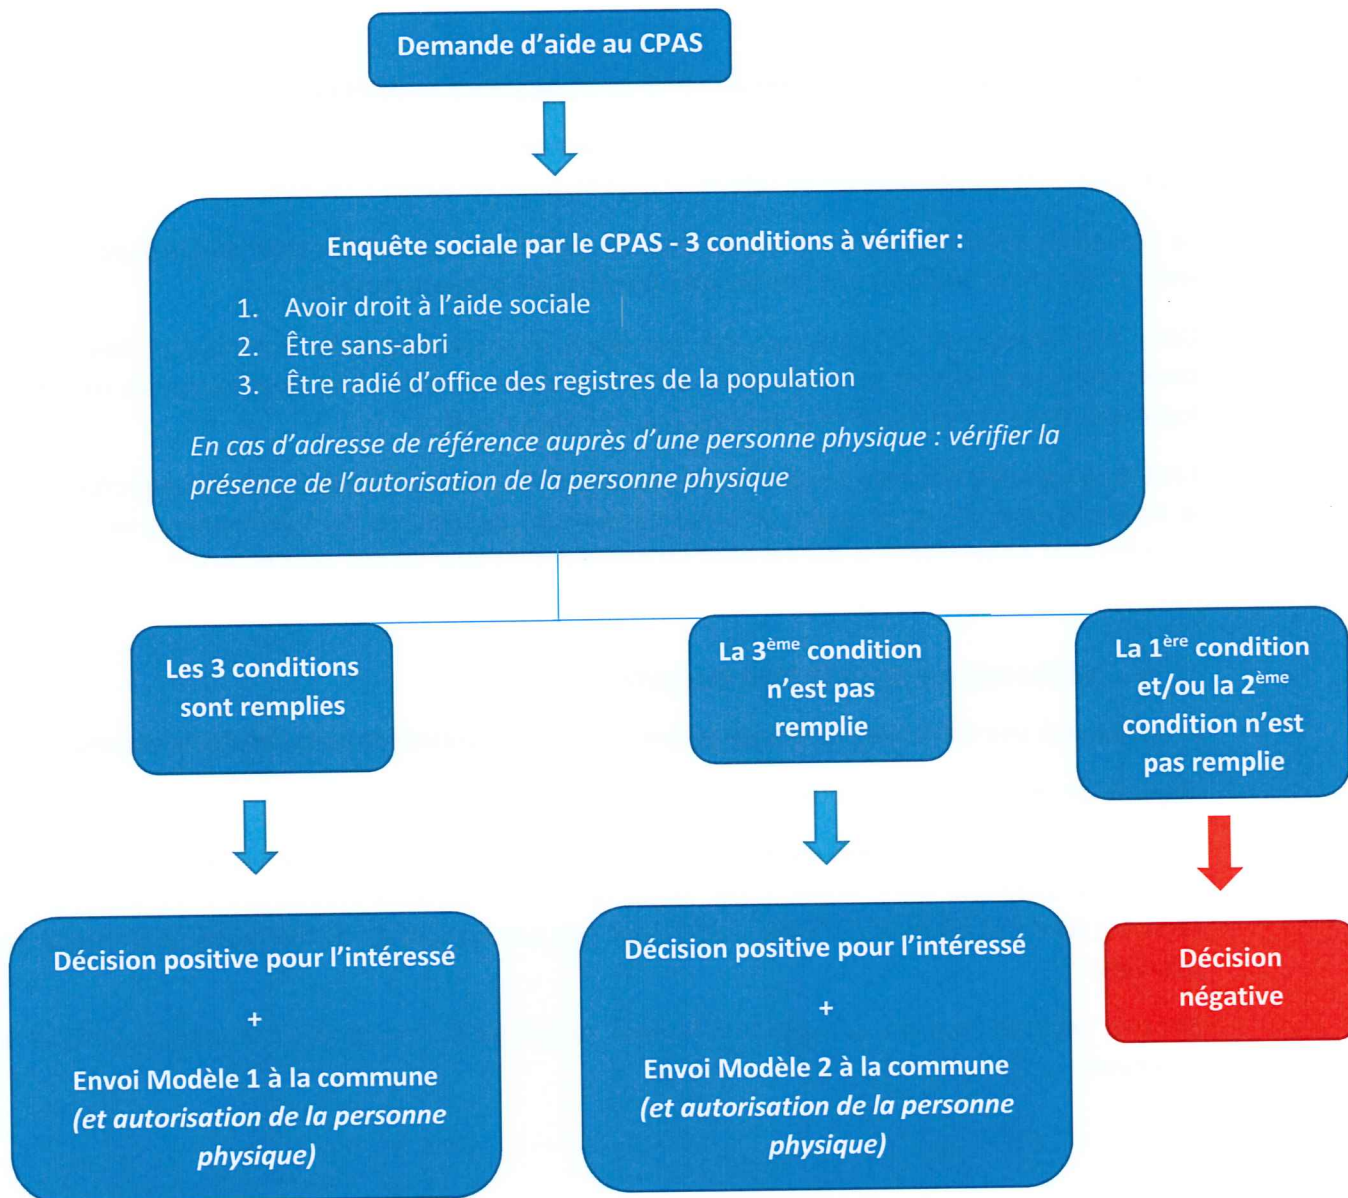 Demande d'aide au CPAS
Enquête sociale par le CPAS - 3 conditions à vérifier :
1. Avoir droit à l'aide sociale
2. Être sans-abri
3. Être radié d'office des registres de la population
En cas d'adresse de référence auprès d'une personne physique : vérifier la
présence de l'autorisation de la personne physique
Les 3 conditions
sont remplies
La 3ème condition
n'est pas
remplie
La 1ère condition
et/ou la 2ème
condition n'est
pas remplie
Décision positive pour l'intéressé
+
Envoi Modèle 1 à la commune
(et autorisation de la personne
physique)
Décision positive pour l'intéressé
+
Envoi Modèle 2 à la commune
(et autorisation de la personne
physique)
Décision
négative